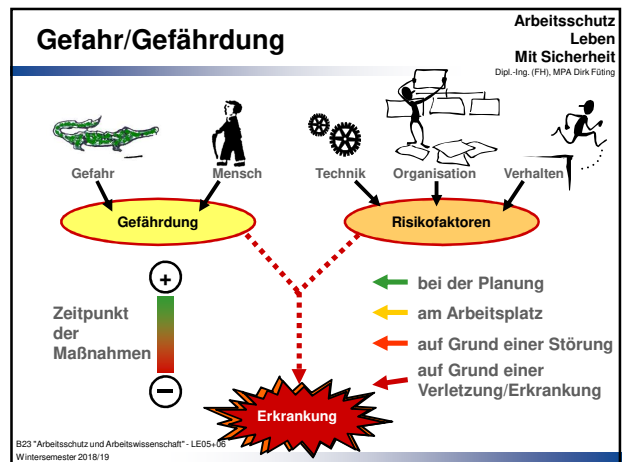 Gefahr/Gefährdung
Arbeitsschutz
Leben
Mit Sicherheit
Dipl.-Ing. (FH), MPA Dirk Füting
Gefahr
Mensch
Technik
Organisation
Verhalten
Gefährdung
Risikofaktoren
+
Zeitpunkt
der
Maßnahmen
−
bei der Planung
am Arbeitsplatz
auf Grund einer Störung
auf Grund einer
Verletzung/Erkrankung
Erkrankung
B23 "Arbeitsschutz und Arbeitswissenschaft" - LE05+06
Wintersemester 2018/19